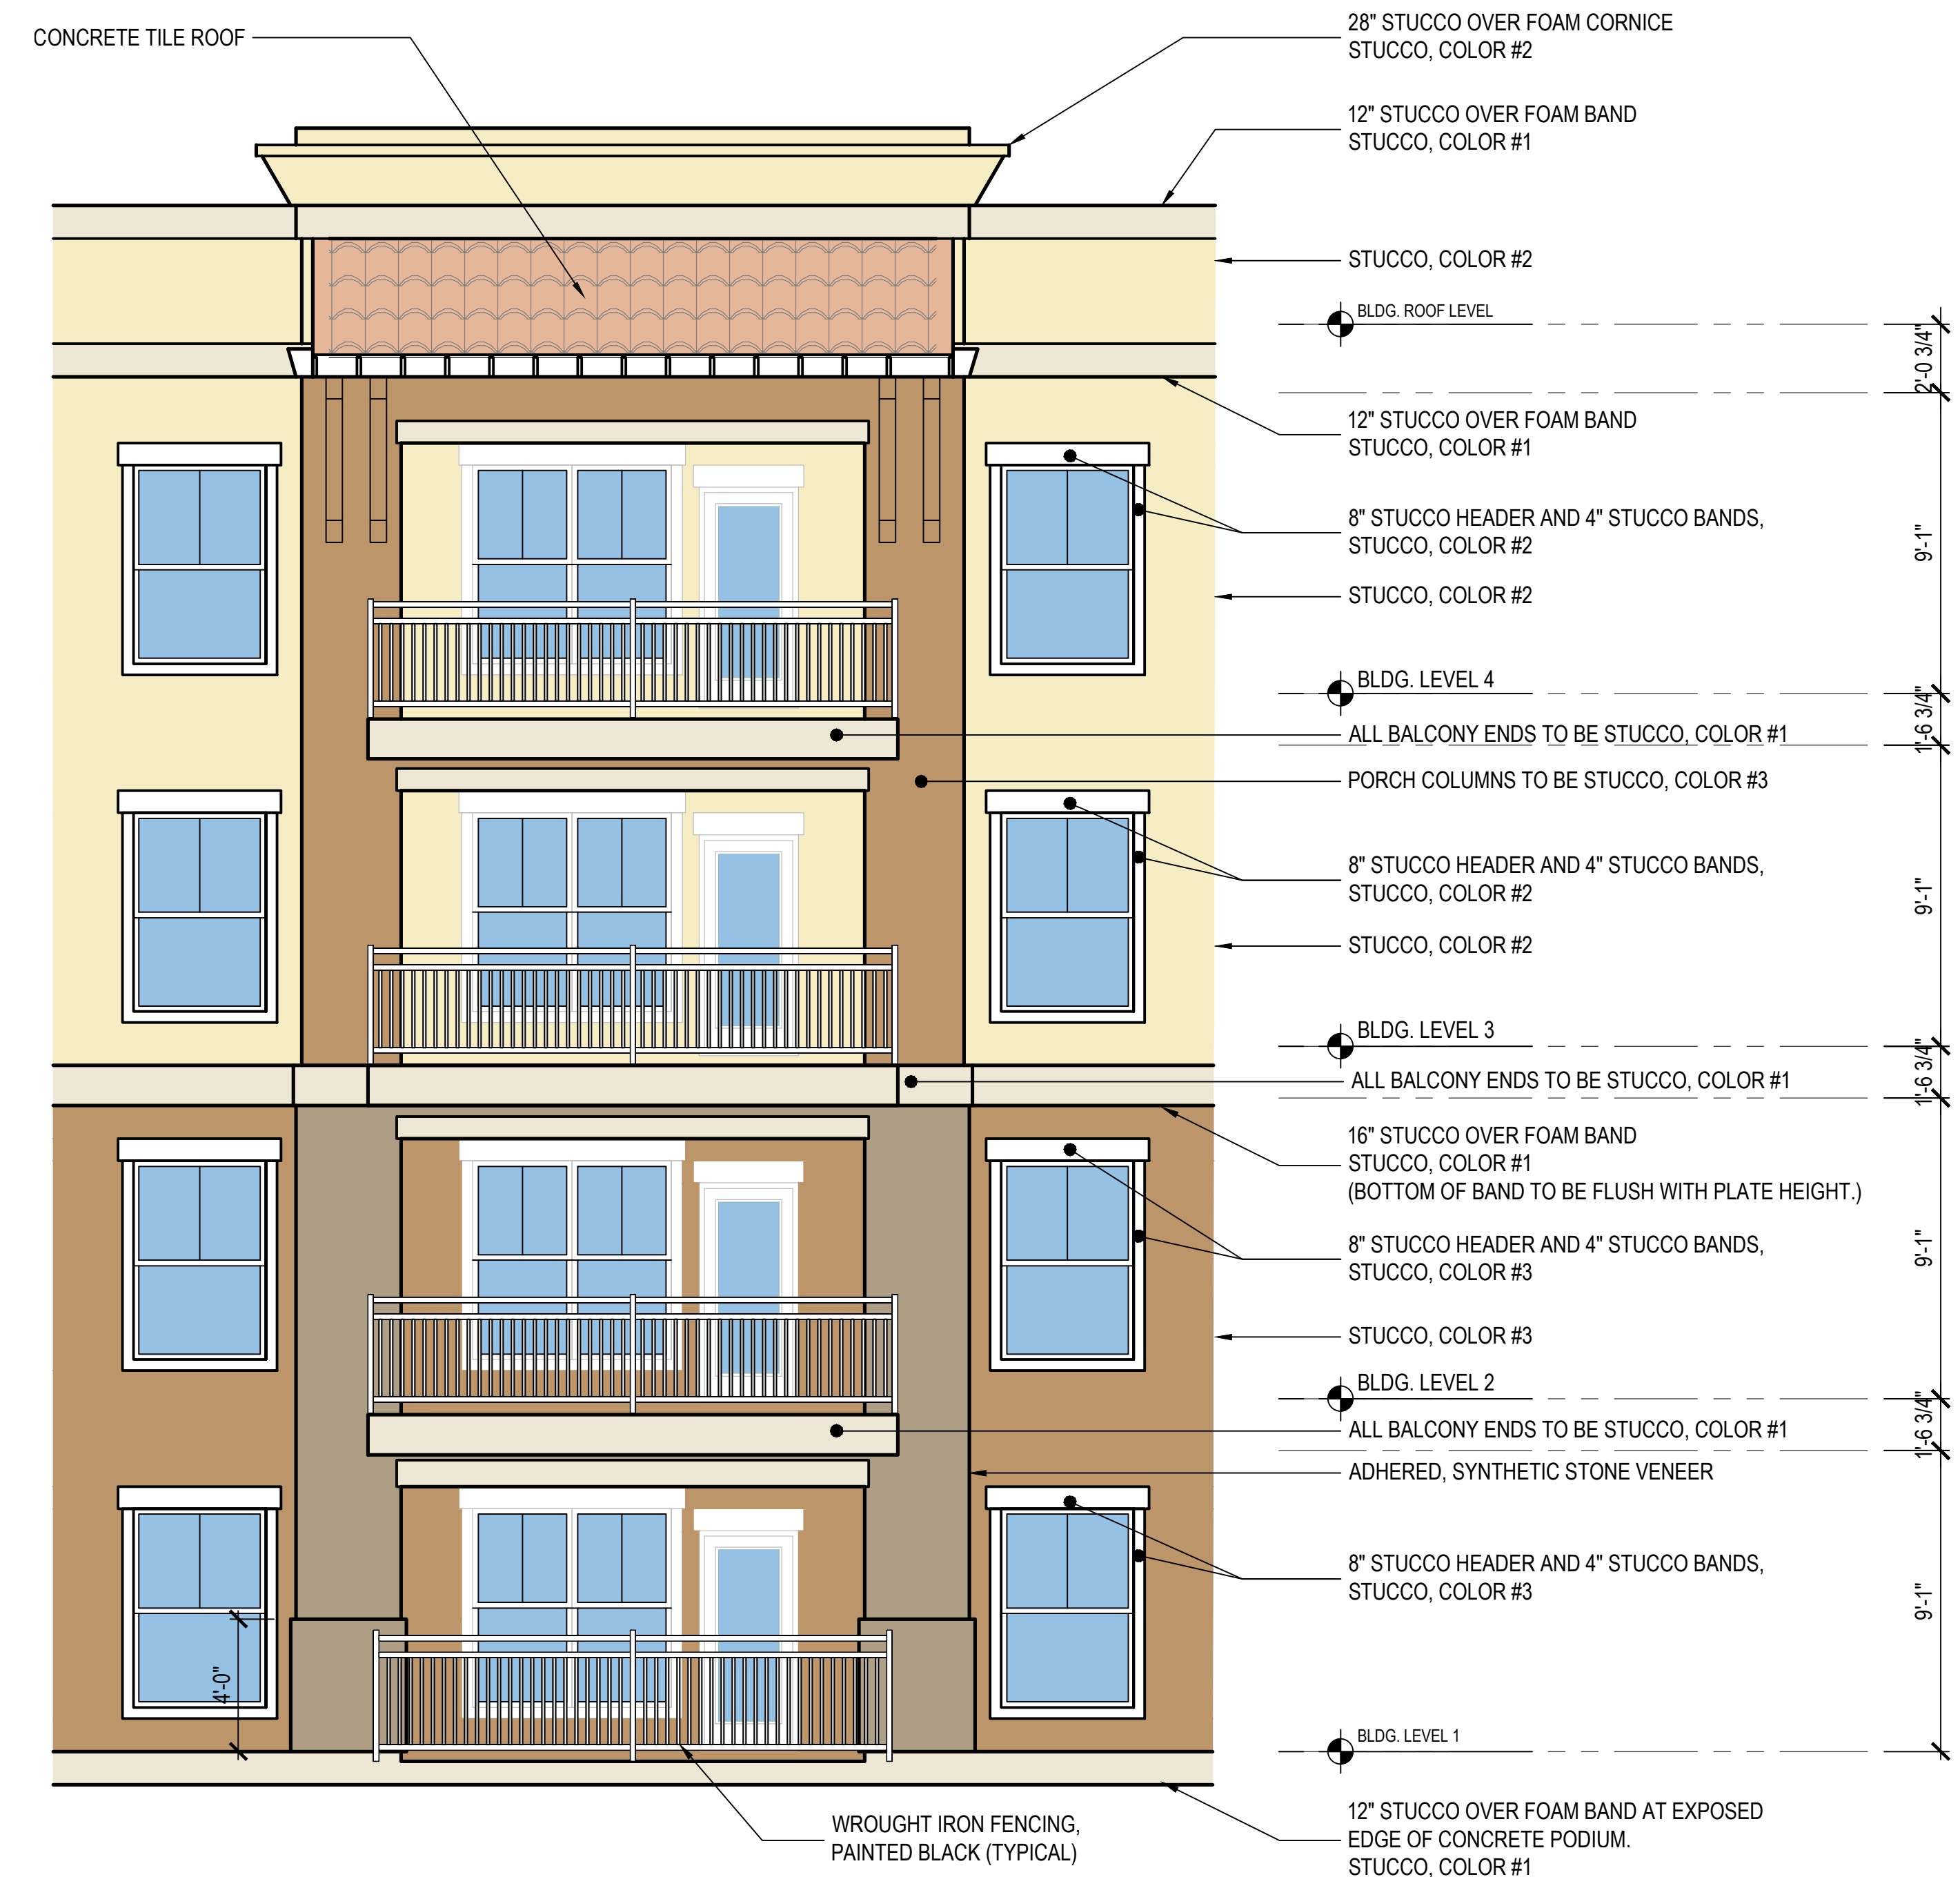 CONCRETE TILE ROOF
28" STUCCO OVER FOAM CORNICE
STUCCO, COLOR #2
12" STUCCO OVER FOAM BAND
STUCCO, COLOR #1
STUCCO, COLOR #2
BLDG. ROOF LEVEL
2'-0 3/4"
12" STUCCO OVER FOAM BAND
STUCCO, COLOR #1
8" STUCCO HEADER AND 4" STUCCO BANDS,
STUCCO, COLOR #2
9'-1"
STUCCO, COLOR #2
BLDG. LEVEL 4
1'-6 3/4"
ALL BALCONY ENDS TO BE STUCCO, COLOR #1
PORCH COLUMNS TO BE STUCCO, COLOR #3
8" STUCCO HEADER AND 4" STUCCO BANDS,
STUCCO, COLOR #2
9'-1"
STUCCO, COLOR #2
BLDG. LEVEL 3
1'-6 3/4"
ALL BALCONY ENDS TO BE STUCCO, COLOR #1
16" STUCCO OVER FOAM BAND
STUCCO, COLOR #1
(BOTTOM OF BAND TO BE FLUSH WITH PLATE HEIGHT.)
8" STUCCO HEADER AND 4" STUCCO BANDS,
STUCCO, COLOR #3
9'-1"
STUCCO, COLOR #3
BLDG. LEVEL 2
1'-6 3/4"
ALL BALCONY ENDS TO BE STUCCO, COLOR #1
ADHERED, SYNTHETIC STONE VENEER
8" STUCCO HEADER AND 4" STUCCO BANDS,
STUCCO, COLOR #3
9'-1"
4'-0"
BLDG. LEVEL 1
WROUGHT IRON FENCING,
PAINTED BLACK (TYPICAL)
12" STUCCO OVER FOAM BAND AT EXPOSED
EDGE OF CONCRETE PODIUM.
STUCCO, COLOR #1